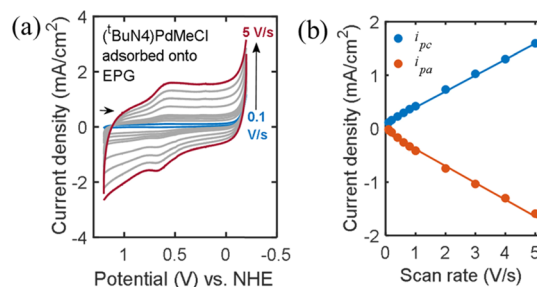 (a)
(ᵗBuN4)PdMeCl
adsorbed onto
EPG
5 V/s
0.1
V/s
Current density (mA/cm²)
4
2
0
-2
-4
1
0.5
0
-0.5
Potential (V) vs. NHE
(b)
i_pc
i_pa
Current density (mA/cm²)
2
1
0
-1
-2
0
1
2
3
4
5
Scan rate (V/s)